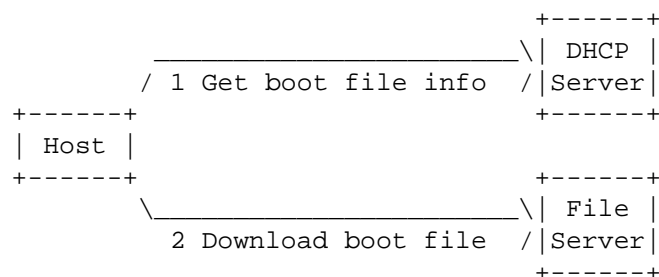 DHCP
1 Get boot file info Server
Host
File
2 Download boot file Server